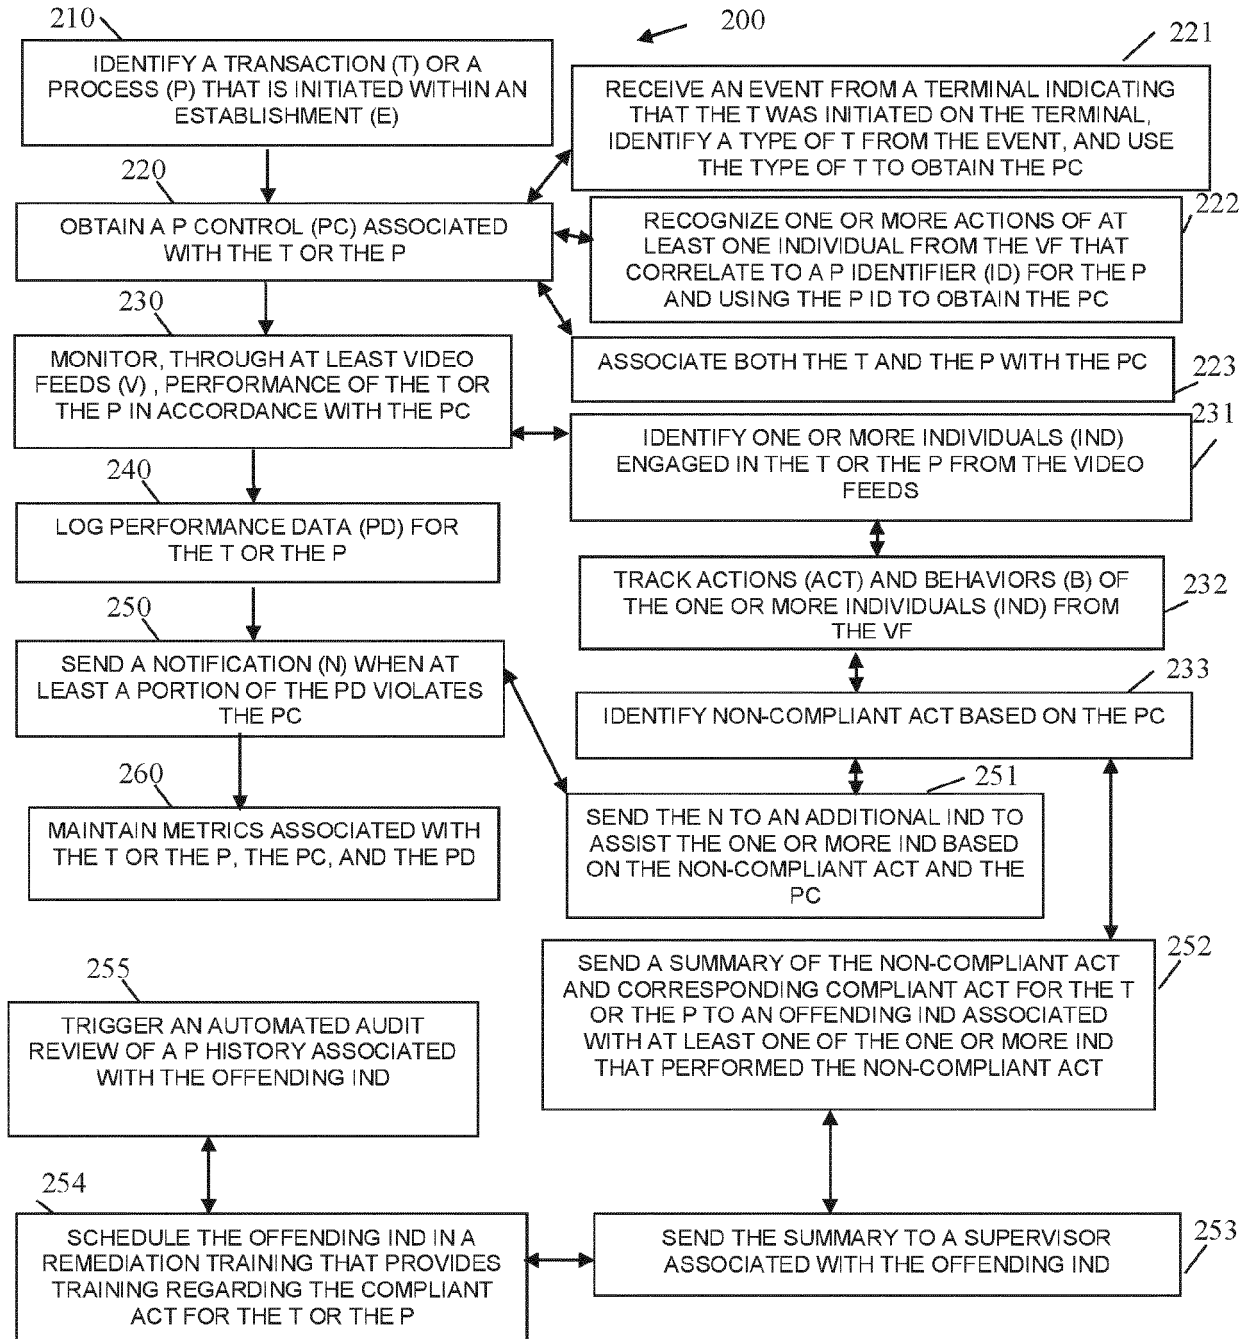 210
200
IDENTIFY A TRANSACTION (T) OR A
PROCESS (P) THAT IS INITIATED WITHIN AN
ESTABLISHMENT (E)
221
RECEIVE AN EVENT FROM A TERMINAL INDICATING
THAT THE T WAS INITIATED ON THE TERMINAL,
IDENTIFY A TYPE OF T FROM THE EVENT, AND USE
THE TYPE OF T TO OBTAIN THE PC
220
OBTAIN A P CONTROL (PC) ASSOCIATED
WITH THE T OR THE P
222
RECOGNIZE ONE OR MORE ACTIONS OF AT
LEAST ONE INDIVIDUAL FROM THE VF THAT
CORRELATE TO A P IDENTIFIER (ID) FOR THE P
AND USING THE P ID TO OBTAIN THE PC
230
MONITOR, THROUGH AT LEAST VIDEO
FEEDS (V) , PERFORMANCE OF THE T OR
THE P IN ACCORDANCE WITH THE PC
ASSOCIATE BOTH THE T AND THE P WITH THE PC
223
231
IDENTIFY ONE OR MORE INDIVIDUALS (IND)
ENGAGED IN THE T OR THE P FROM THE VIDEO
FEEDS
240
LOG PERFORMANCE DATA (PD) FOR
THE T OR THE P
TRACK ACTIONS (ACT) AND BEHAVIORS (B) OF
THE ONE OR MORE INDIVIDUALS (IND) FROM
THE VF
232
250
SEND A NOTIFICATION (N) WHEN AT
LEAST A PORTION OF THE PD VIOLATES
THE PC
233
IDENTIFY NON-COMPLIANT ACT BASED ON THE PC
260
MAINTAIN METRICS ASSOCIATED WITH
THE T OR THE P, THE PC, AND THE PD
251
SEND THE N TO AN ADDITIONAL IND TO
ASSIST THE ONE OR MORE IND BASED
ON THE NON-COMPLIANT ACT AND THE
PC
252
SEND A SUMMARY OF THE NON-COMPLIANT ACT
AND CORRESPONDING COMPLIANT ACT FOR THE T
OR THE P TO AN OFFENDING IND ASSOCIATED
WITH AT LEAST ONE OF THE ONE OR MORE IND
THAT PERFORMED THE NON-COMPLIANT ACT
255
TRIGGER AN AUTOMATED AUDIT
REVIEW OF A P HISTORY ASSOCIATED
WITH THE OFFENDING IND
254
SCHEDULE THE OFFENDING IND IN A
REMEDIATION TRAINING THAT PROVIDES
TRAINING REGARDING THE COMPLIANT
ACT FOR THE T OR THE P
SEND THE SUMMARY TO A SUPERVISOR
ASSOCIATED WITH THE OFFENDING IND
253